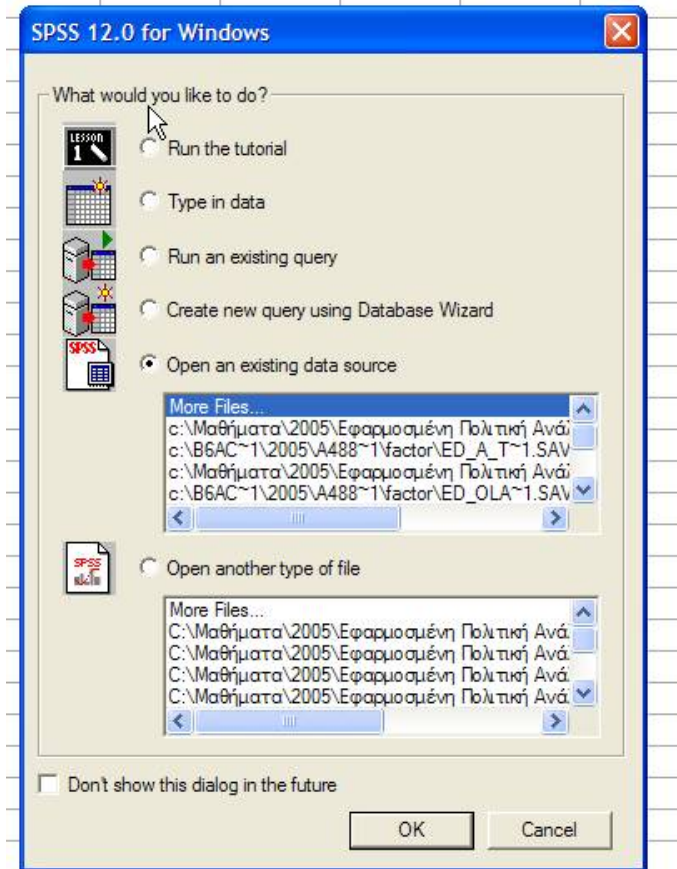 SPSS 12.0 for Windows
What would you like to do?
LESSON
1
Run the tutorial
Type in data
Run an existing query
Create new query using Database Wizard
SPSS
Open an existing data source
More Files...
c:\Μαθήματα\2005\Εφαρμοσμένη Πολιτική Ανάλ
c:\B6AC~1\2005\A488~1\factor\ED_A_T~1.SAV
c:\Μαθήματα\2005\Εφαρμοσμένη Πολιτική Ανάλ
c:\B6AC~1\2005\A488~1\factor\ED_OLA~1.SAV
SPSS
Open another type of file
More Files...
C:\Μαθήματα\2005\Εφαρμοσμένη Πολιτική Ανάλ
C:\Μαθήματα\2005\Εφαρμοσμένη Πολιτική Ανάλ
C:\Μαθήματα\2005\Εφαρμοσμένη Πολιτική Ανάλ
C:\Μαθήματα\2005\Εφαρμοσμένη Πολιτική Ανάλ
Don't show this dialog in the future
OK Cancel